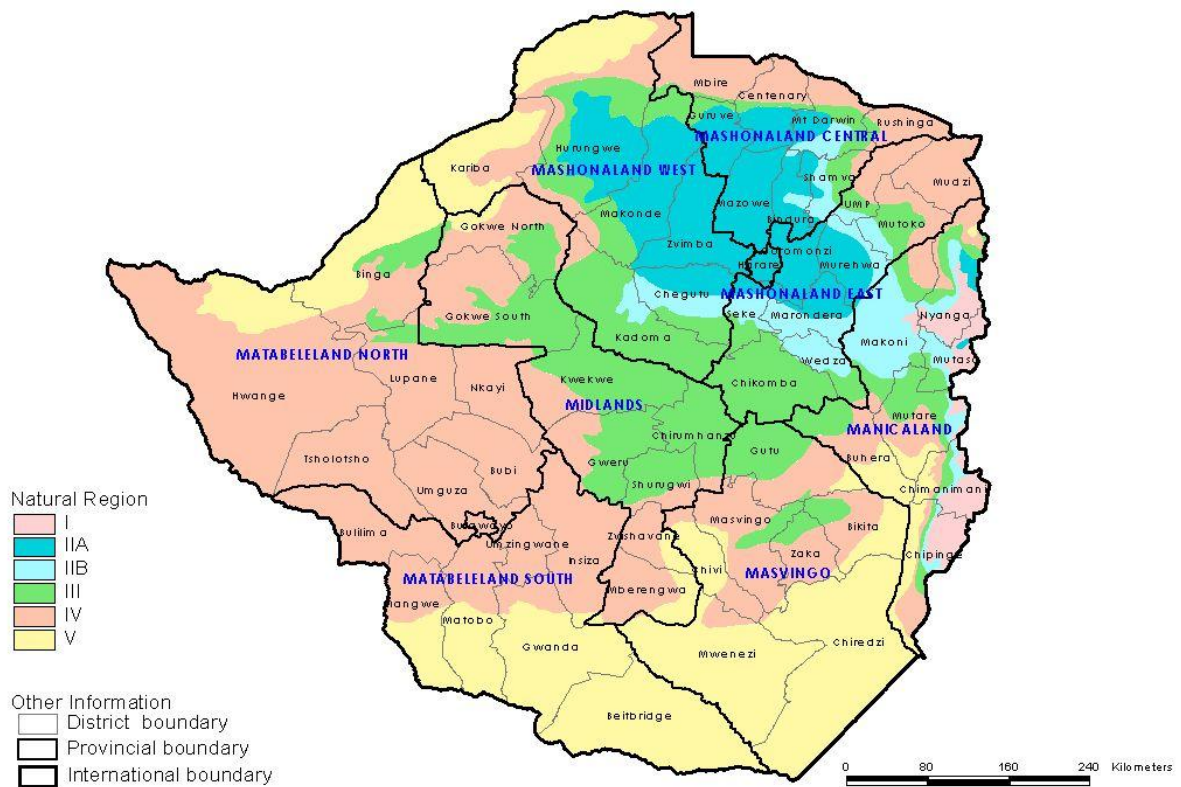 Mbire
Centenary
Guruve
Mt Darwin
Rushinga
MASHONALAND CENTRAL
Hurungwe
MASHONALAND WEST
Kariba
Shamva
Mudzi
UMP
Makonde
Mazowe
Bindura
Mutoko
Gokwe North
Zvimba
Goromonzi
Harare
Murehwa
Binga
Chegutu
MASHONALAND EAST
Gokwe South
Seke
Marondera
Nyanga
Kadoma
Makoni
MATABELELAND NORTH
Wedza
Mutasa
Lupane
Nkayi
Kwekwe
Chikomba
Hwange
MIDLANDS
Mutare
MANICALAND
Chirumhanzu
Tsholotsho
Gutu
Buhera
Bubi
Gweru
Umguza
Shurugwi
Chimanimani
Natural Region
I
IIA
IIB
III
IV
V
Masvingo
Bikita
Bulilima
Bulawayo
Umzingwane
Zvishavane
Zaka
Chipinge
Insiza
Chivi
MATABELELAND SOUTH
MASVINGO
Mberengwa
Mangwe
Matobo
Gwanda
Mwenezi
Chiredzi
Beitbridge
Other Information
District boundary
Provincial boundary
International boundary
0 80 160 240 Kilometers